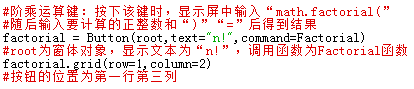 #阶乘运算键：按下该键时，显示屏中输入“math.factorial(”
#随后输入要计算的正整数和“)”“=”后得到结果
factorial = Button(root,text="n!",command=Factorial)
#root为窗体对象，显示文本为“n!”，调用函数为Factorial函数
factorial.grid(row=1,column=2)
#按钮的位置为第一行第三列